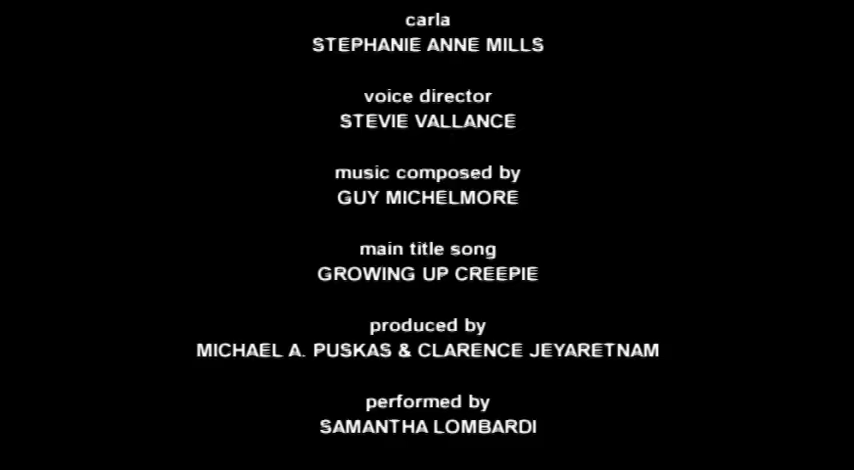 carla
STEPHANIE ANNE MILLS
voice director
STEVIE VALLANCE
music composed by
GUY MICHELMORE
main title song
GROWING UP CREEPIE
produced by
MICHAEL A. PUSKAS & CLARENCE JEYARETNAM
performed by
SAMANTHA LOMBARDI